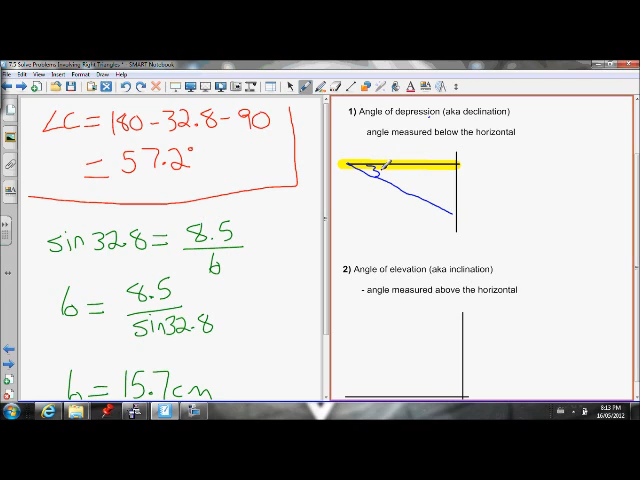 7.5 Solve Problems Involving Right Triangles * - SMART Notebook
File Edit View Insert Format Draw Help
∠C = 180 - 32.8 - 90
= 57.2°
sin 32.8 = 8.5
b
b = 8.5
sin 32.8
b = 15.7cm
1) Angle of depression (aka declination)
angle measured below the horizontal
3
2) Angle of elevation (aka inclination)
- angle measured above the horizontal
8:13 PM
16/05/2012